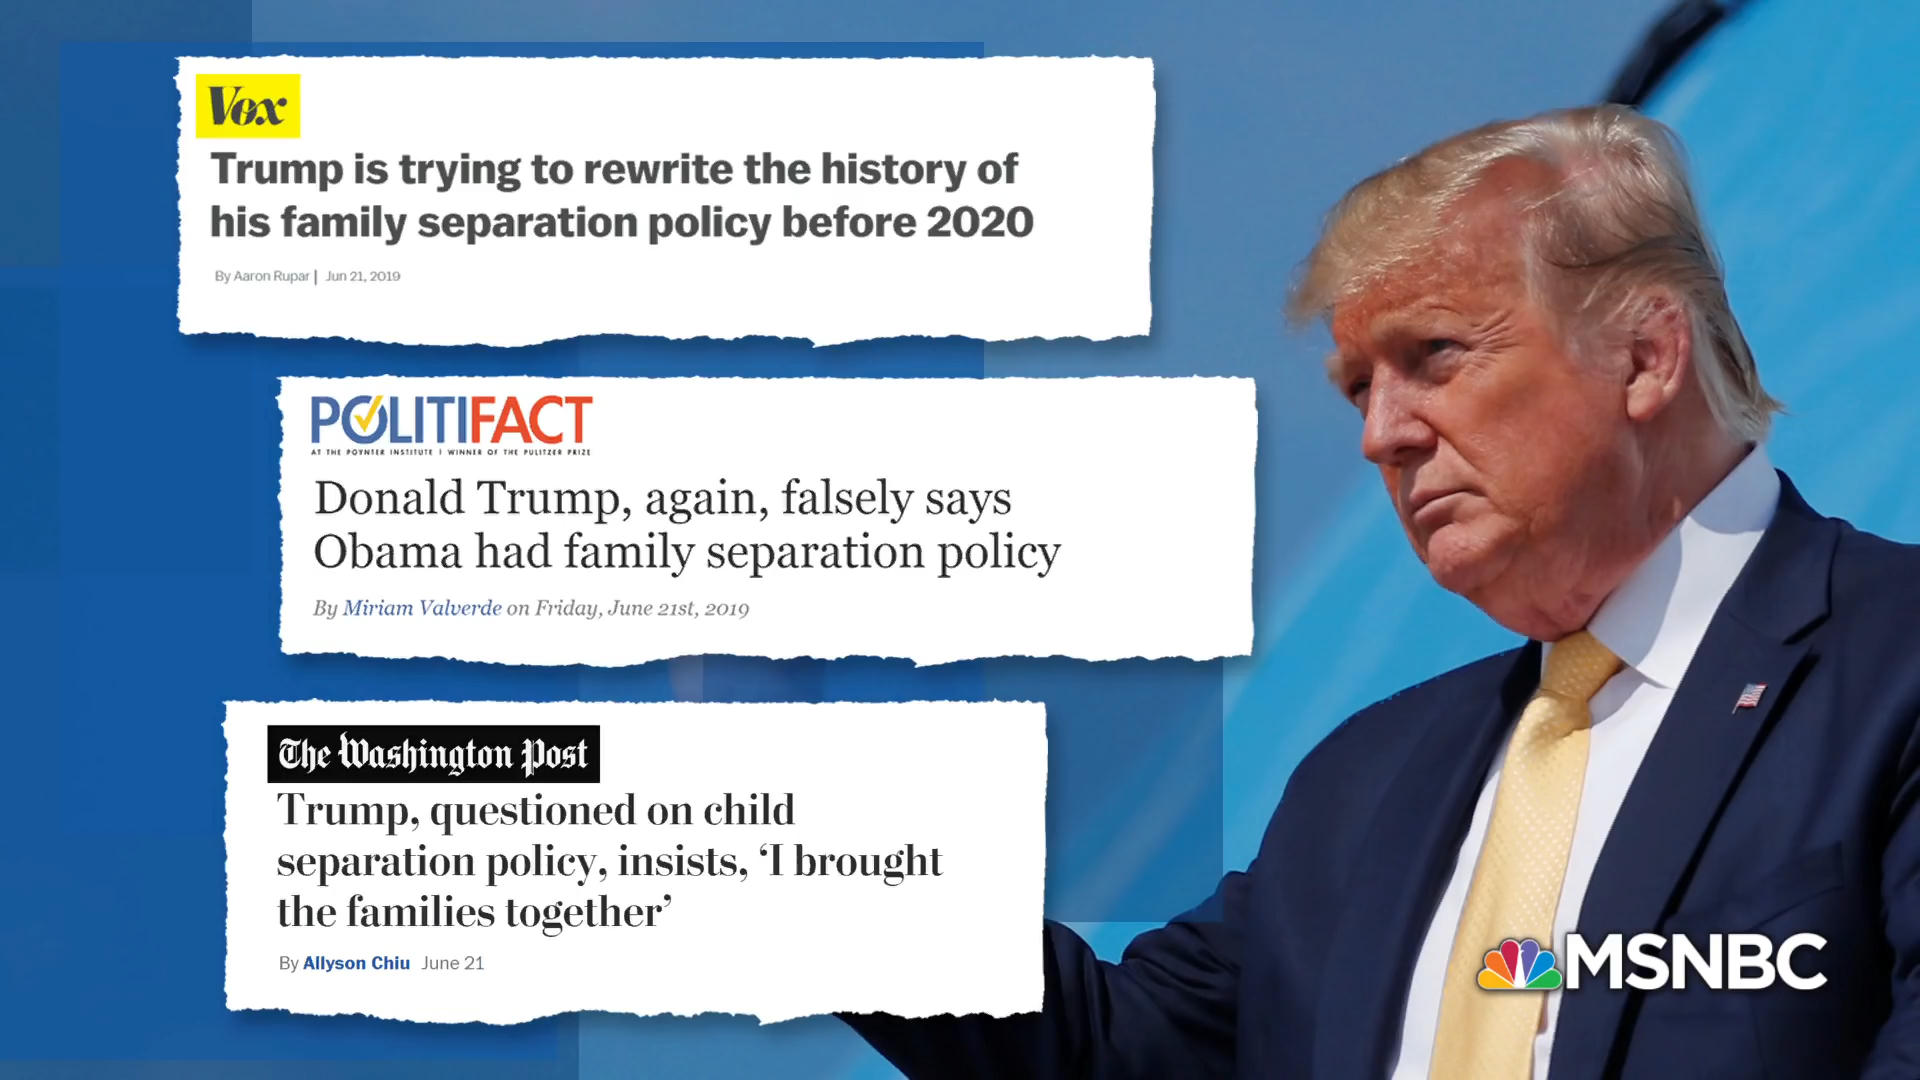 Vox
Trump is trying to rewrite the history of
his family separation policy before 2020
By Aaron Rupar | Jun 21, 2019
POLITIFACT
AT THE POYNTER INSTITUTE | WINNER OF THE PULITZER PRIZE
Donald Trump, again, falsely says
Obama had family separation policy
By Miriam Valverde on Friday, June 21st, 2019
The Washington Post
Trump, questioned on child
separation policy, insists, ‘I brought
the families together’
By Allyson Chiu June 21
MSNBC